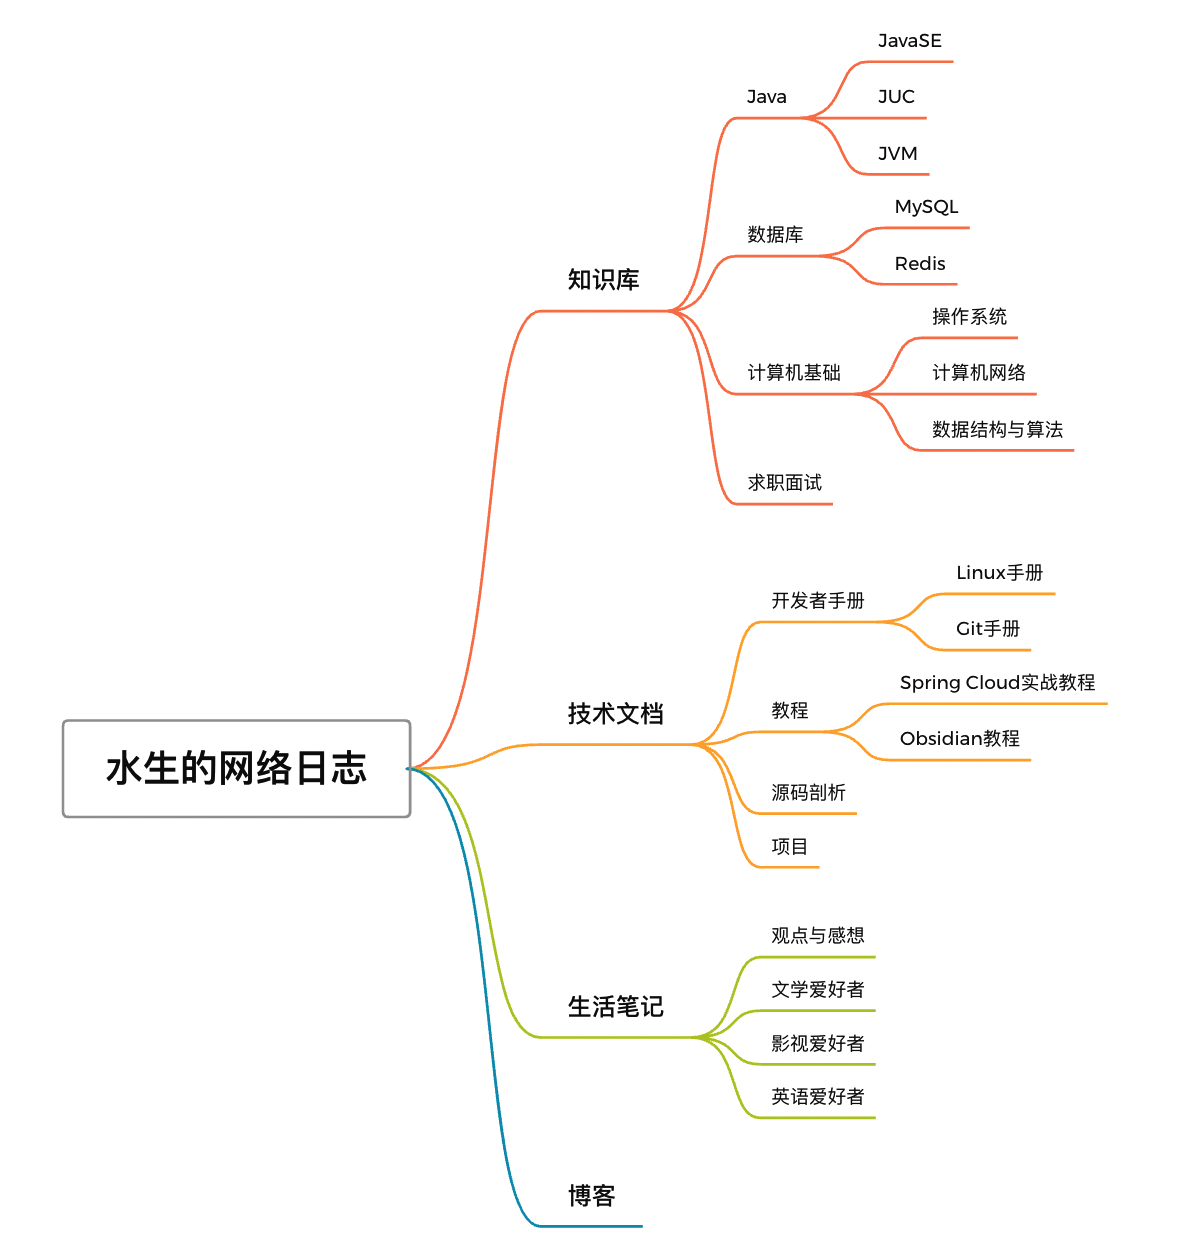 水生的网络日志
知识库
Java
JavaSE
JUC
JVM
数据库
MySQL
Redis
计算机基础
操作系统
计算机网络
数据结构与算法
求职面试
技术文档
开发者手册
Linux手册
Git手册
教程
Spring Cloud实战教程
Obsidian教程
源码剖析
项目
生活笔记
观点与感想
文学爱好者
影视爱好者
英语爱好者
博客